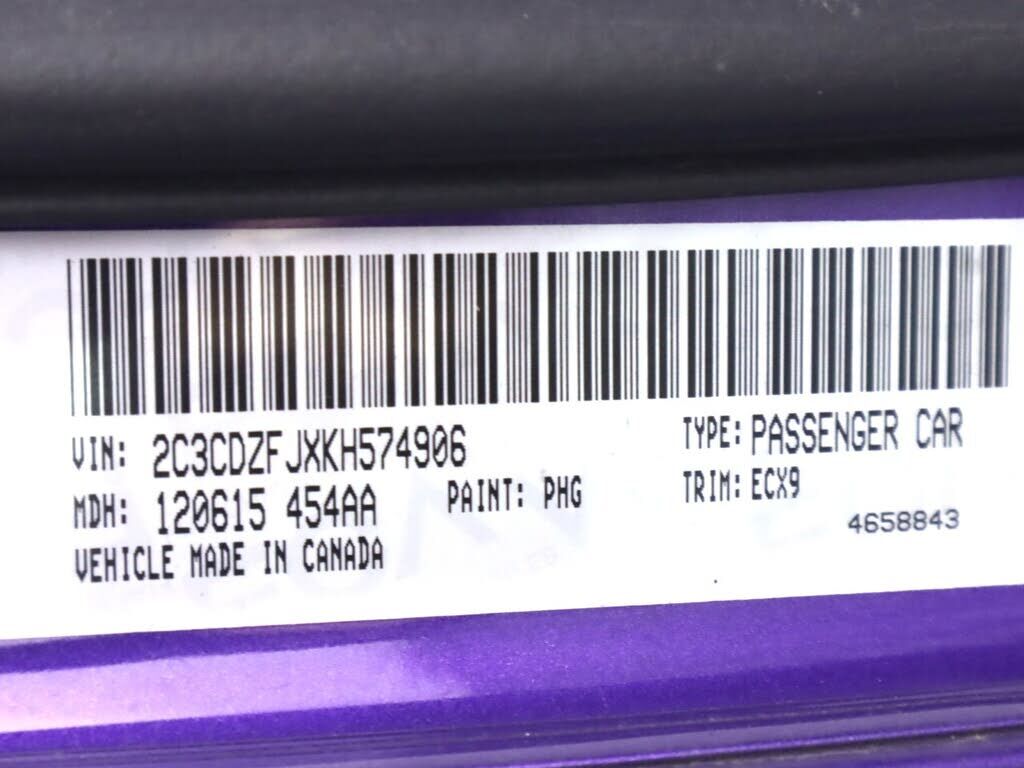 VIN: 2C3CDZFJXKH574906
TYPE: PASSENGER CAR
MDH: 120615 454AA
PAINT: PHG
TRIM: ECX9
4658843
VEHICLE MADE IN CANADA